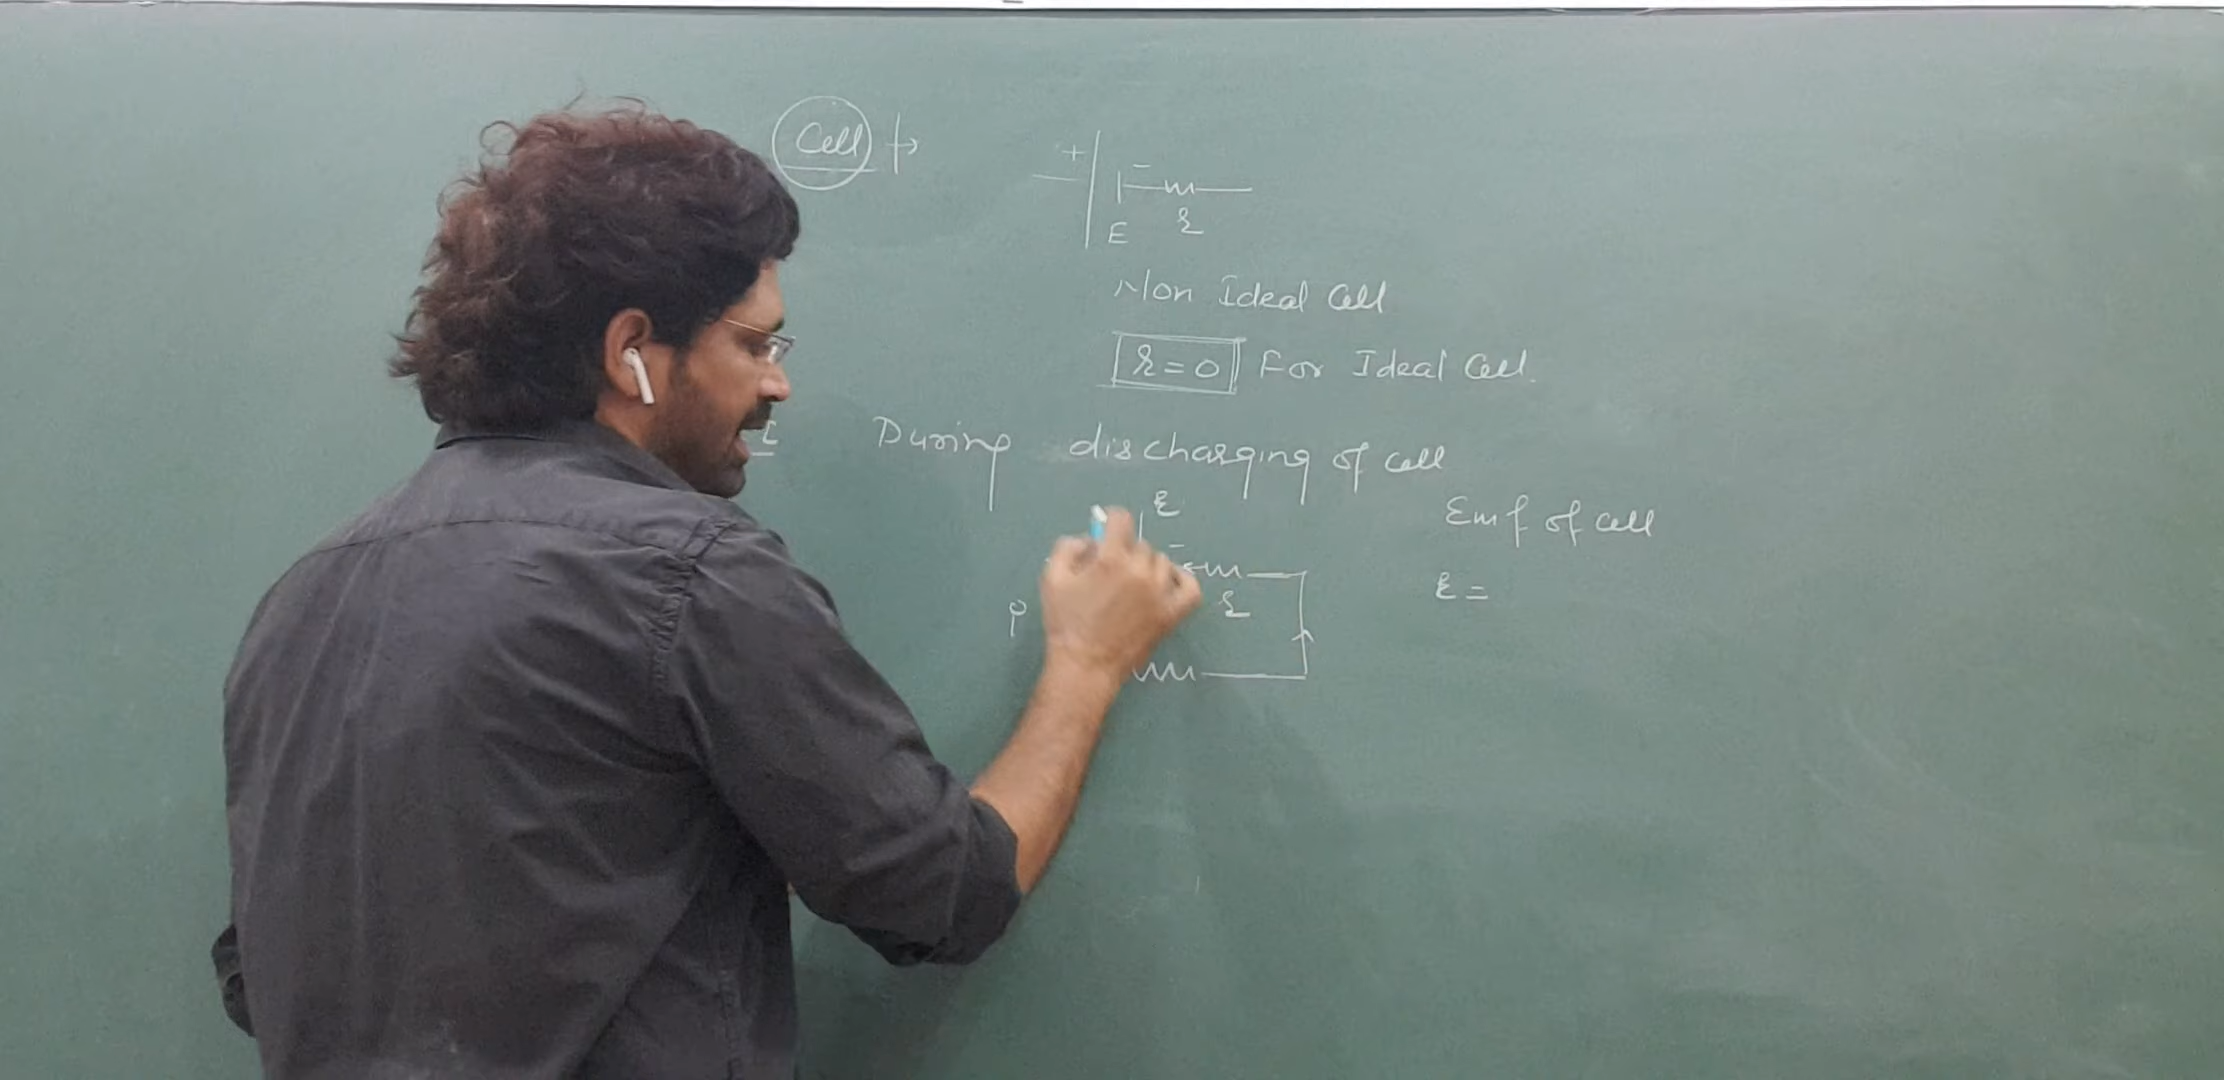 Cell
+ -
E r
Non Ideal Cell
r = 0 For Ideal Cell.
I During discharging of cell
ε
Emf of cell
-
r
ε =
P